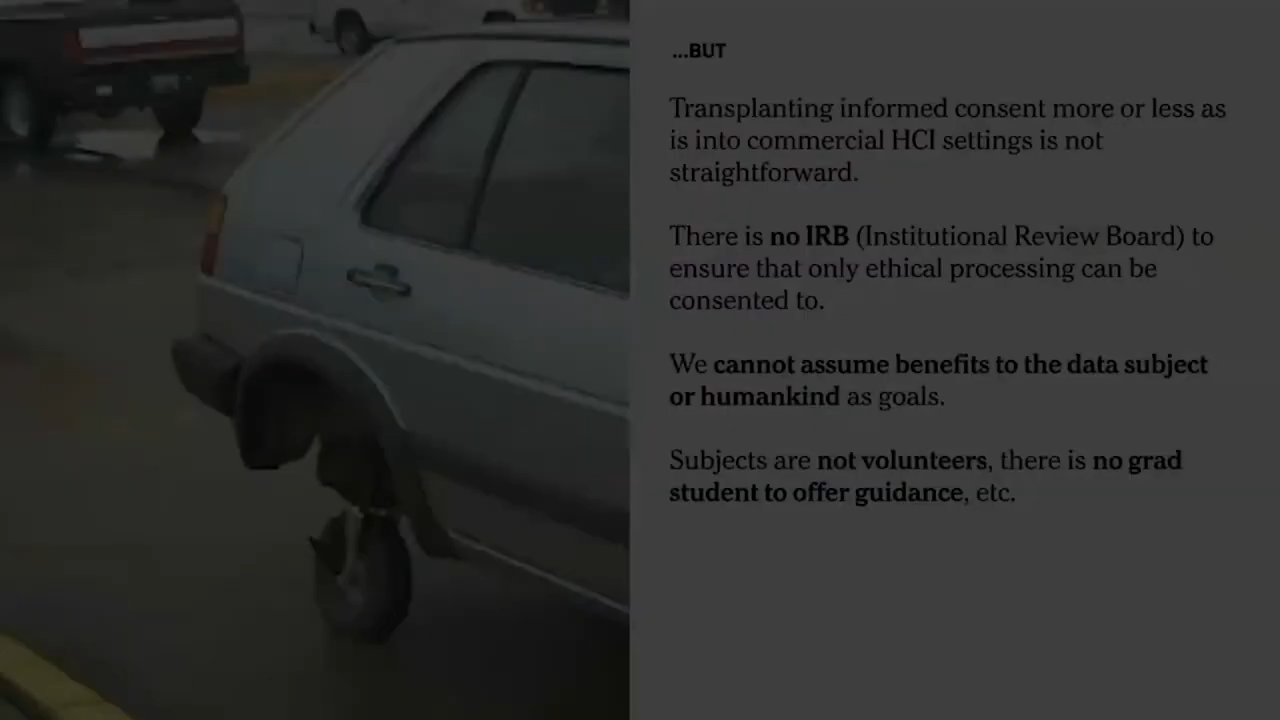 ...BUT
Transplanting informed consent more or less as
is into commercial HCI settings is not
straightforward.
There is no IRB (Institutional Review Board) to
ensure that only ethical processing can be
consented to.
We cannot assume benefits to the data subject
or humankind as goals.
Subjects are not volunteers, there is no grad
student to offer guidance, etc.